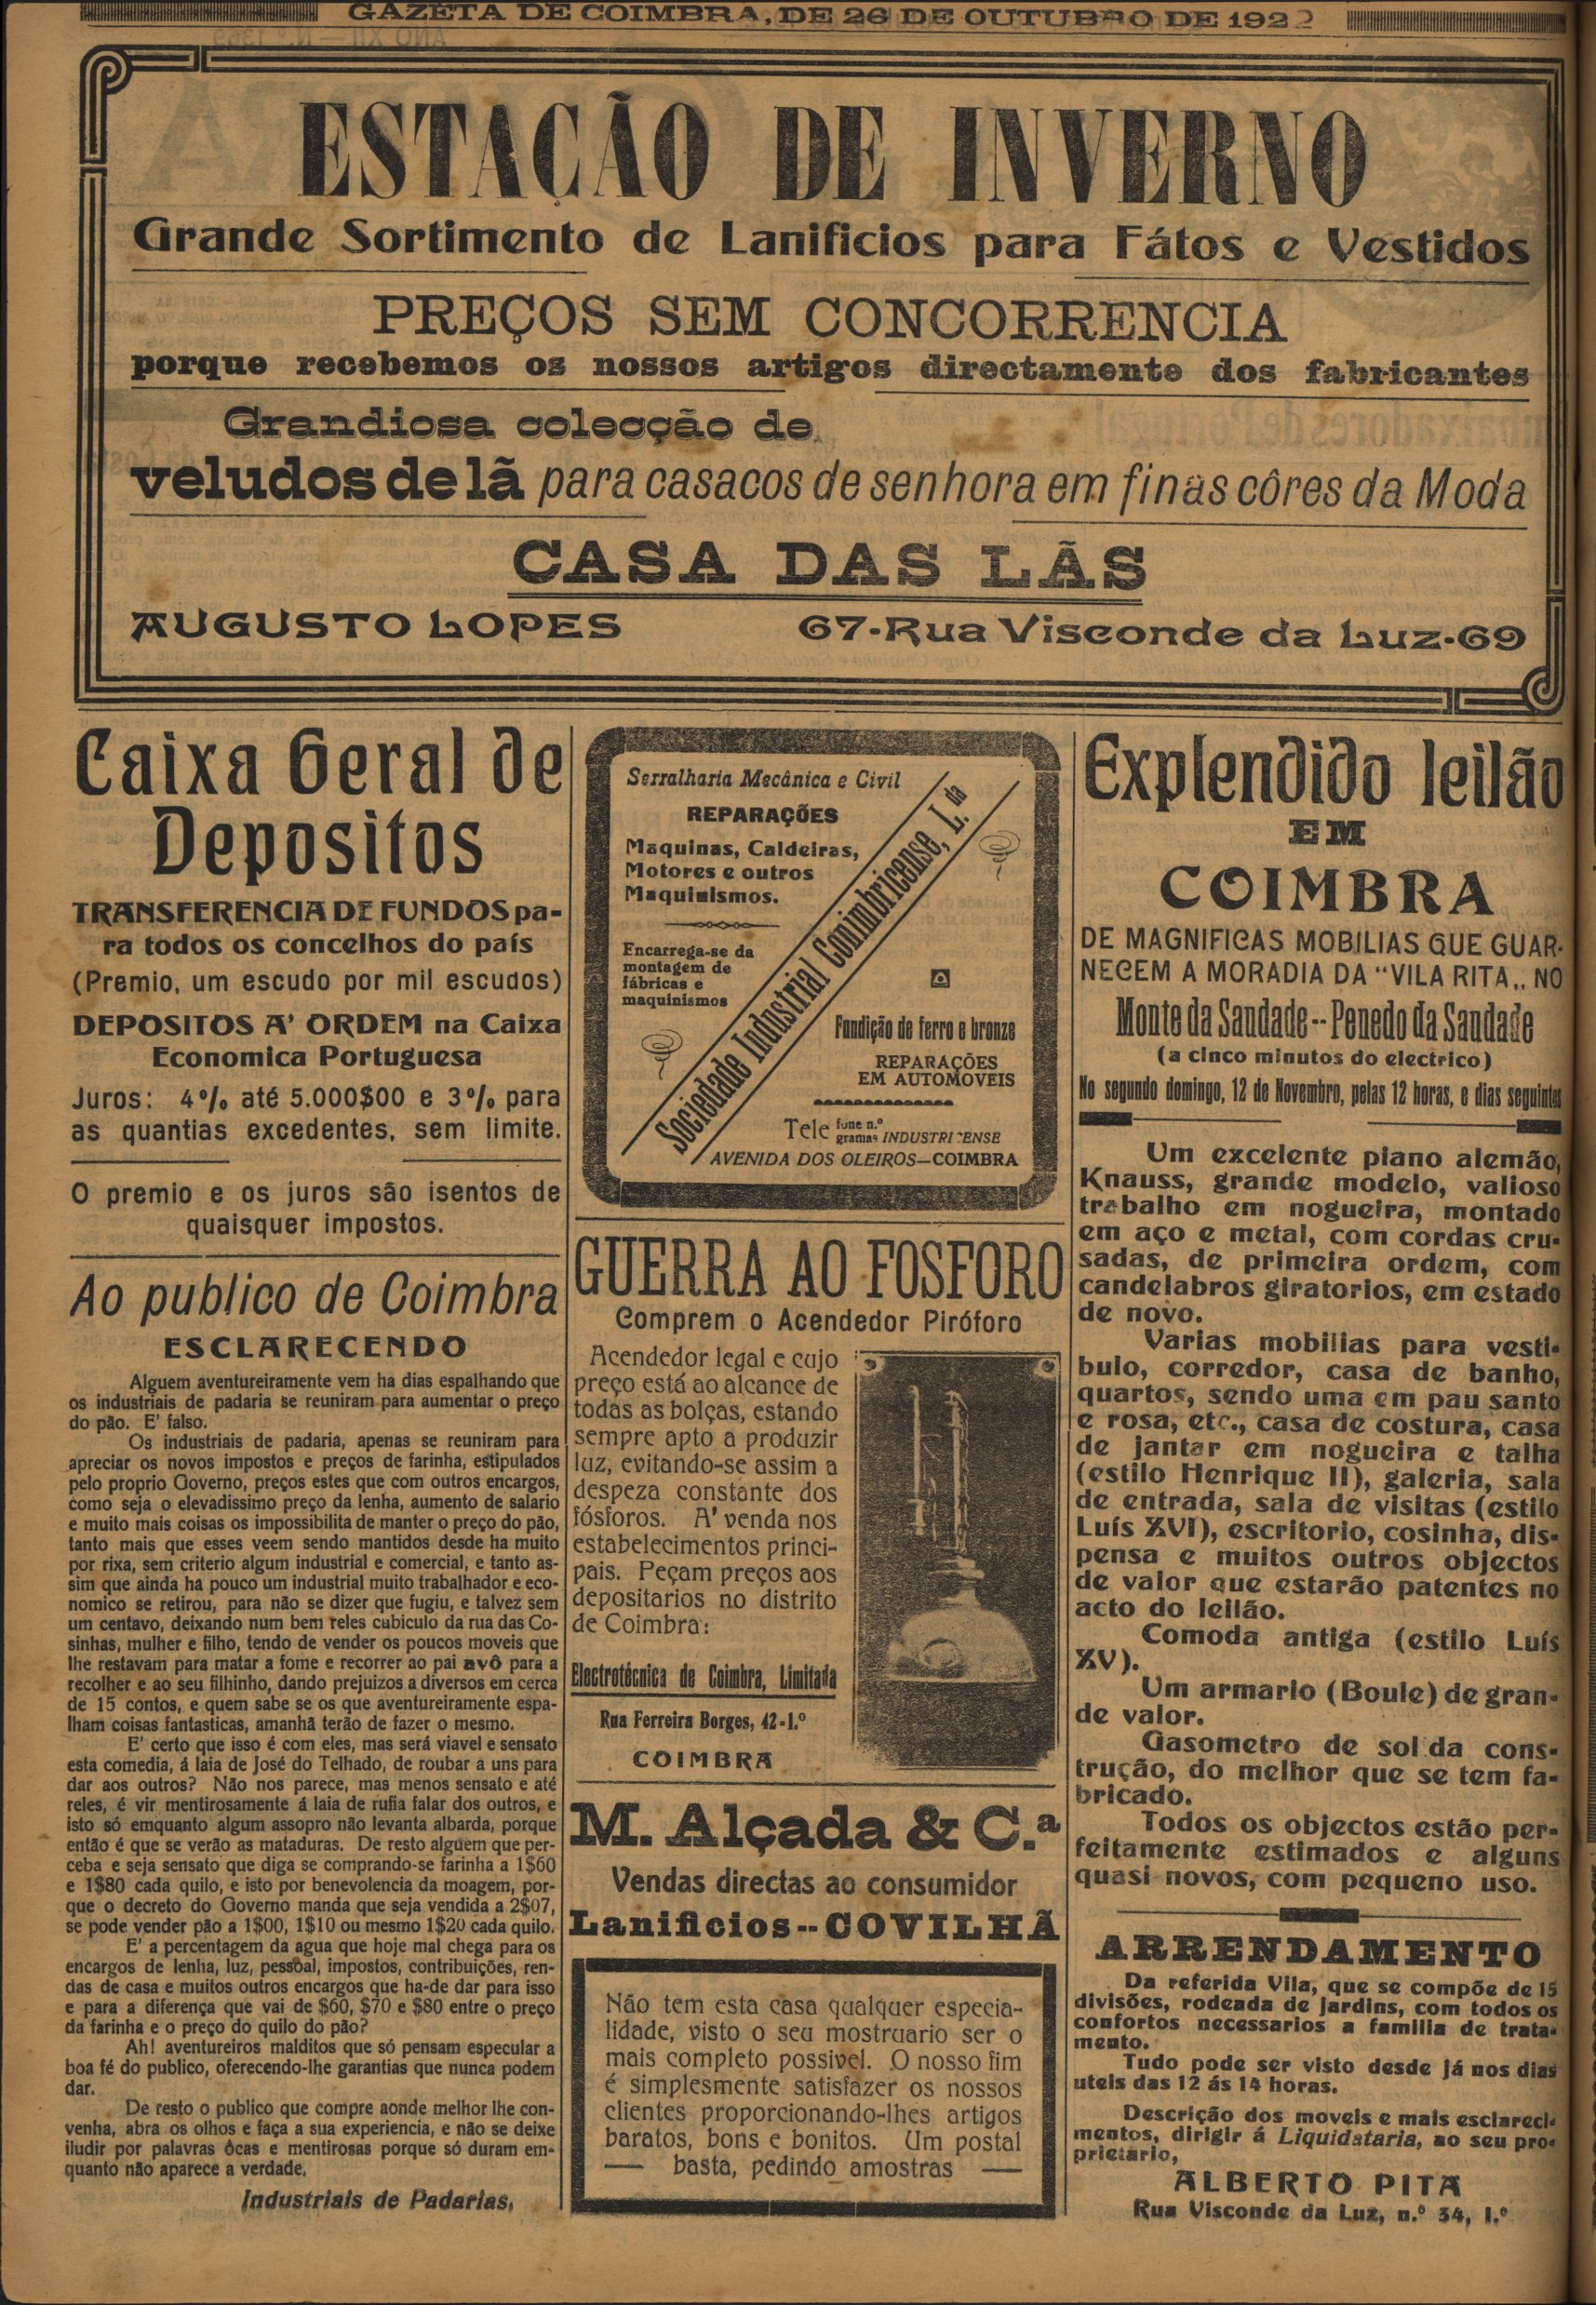 GAZETA DE COIMBRA, DE 26 DE OUTUBRO DE 1922
ESTAÇÃO DE INVERNO
Grande Sortimento de Lanificios para Fátos e Vestidos
PREÇOS SEM CONCORRENCIA
porque recebemos os nossos artigos directamente dos fabricantes
Grandiosa colecção de
veludos de lã para casacos de senhora em finas côres da Moda
CASA DAS LÃS
AUGUSTO LOPES 67-Rua Visconde da Luz-69
Caixa Geral de
Depositos
TRANSFERENCIA DE FUNDOS pa-
ra todos os concelhos do país
(Premio, um escudo por mil escudos)
DEPOSITOS A' ORDEM na Caixa
Economica Portuguesa
Juros: 4% até 5.000$00 e 3% para
as quantias excedentes, sem limite.
O premio e os juros são isentos de
quaisquer impostos.
Ao publico de Coimbra
ESCLARECENDO
Alguem aventureiramente vem ha dias espalhando que
os industriais de padaria se reuniram para aumentar o preço
do pão. E' falso.
Os industriais de padaria, apenas se reuniram para
apreciar os novos impostos e preços de farinha, estipulados
pelo proprio Governo, preços estes que com outros encargos,
como seja o elevadissimo preço da lenha, aumento de salario
e muito mais coisas os impossibilita de manter o preço do pão,
tanto mais que esses veem sendo mantidos desde ha muito
por rixa, sem criterio algum industrial e comercial, e tanto as-
sim que ainda ha pouco um industrial muito trabalhador e eco-
nomico se retirou, para não se dizer que fugiu, e talvez sem
um centavo, deixando num bem reles cubiculo da rua das Co-
sinhas, mulher e filho, tendo de vender os poucos moveis que
lhe restavam para matar a fome e recorrer ao pai avô para a
recolher e ao seu filhinho, dando prejuizos a diversos em cerca
de 15 contos, e quem sabe se os que aventureiramente espa-
lham coisas fantasticas, amanhã terão de fazer o mesmo.
E' certo que isso é com eles, mas será viavel e sensato
esta comedia, á laia de José do Telhado, de roubar a uns para
dar aos outros? Não nos parece, mas menos sensato e até
reles, é vir mentirosamente á laia de rufia falar dos outros, e
isto só emquanto algum assopro não levanta albarda, porque
então é que se verão as mataduras. De resto alguem que per-
ceba e seja sensato que diga se comprando-se farinha a 1$60
e 1$80 cada quilo, e isto por benevolencia da moagem, por-
que o decreto do Governo manda que seja vendida a 2$07,
se pode vender pão a 1$00, 1$10 ou mesmo 1$20 cada quilo.
E' a percentagem da agua que hoje mal chega para os
encargos de lenha, luz, pessoal, impostos, contribuições, ren-
das de casa e muitos outros encargos que ha-de dar para isso
e para a diferença que vai de $60, $70 e $80 entre o preço
da farinha e o preço do quilo do pão?
Ah! aventureiros malditos que só pensam especular a
boa fé do publico, oferecendo-lhe garantias que nunca podem
dar.
De resto o publico que compre aonde melhor lhe con-
venha, abra os olhos e faça a sua experiencia, e não se deixe
iludir por palavras ôcas e mentirosas porque só duram em-
quanto não aparece a verdade.
Industriais de Padarias,
Serralharia Mecânica e Civil
REPARAÇÕES
Maquinas, Caldeiras,
Motores e outros
Maquinismos.
Encarrega-se da
montagem de
fábricas e
maquinismos
Sociedade Industrial Conimbricense, L.da
Fundição de ferro e bronze
REPARAÇÕES
EM AUTOMOVEIS
Tele fone n.º
gramas INDUSTRICENSE
AVENIDA DOS OLEIROS—COIMBRA
GUERRA AO FOSFORO
Comprem o Acendedor Piróforo
Acendedor legal e cujo
preço está ao alcance de
todas as bolças, estando
sempre apto a produzir
luz, evitando-se assim a
despeza constante dos
fósforos. A' venda nos
estabelecimentos princi-
pais. Peçam preços aos
depositarios no distrito
de Coimbra:
Electrotécnica de Coimbra, Limitada
Rua Ferreira Borges, 42-1.º
COIMBRA
M. Alçada & C.ª
Vendas directas ao consumidor
Lanificios--COVILHÃ
Não tem esta casa qualquer especia-
lidade, visto o seu mostruario ser o
mais completo possivel. O nosso fim
é simplesmente satisfazer os nossos
clientes proporcionando-lhes artigos
baratos, bons e bonitos. Um postal
— basta, pedindo amostras —
Explendido leilão
EM
COIMBRA
DE MAGNIFICAS MOBILIAS QUE GUAR-
NECEM A MORADIA DA "VILA RITA,, NO
Monte da Saudade--Penedo da Saudade
(a cinco minutos do electrico)
No segundo domingo, 12 de Novembro, pelas 12 horas, e dias seguintes
Um excelente piano alemão,
Knauss, grande modelo, valioso
trabalho em nogueira, montado
em aço e metal, com cordas cru-
sadas, de primeira ordem, com
candelabros giratorios, em estado
de novo.
Varias mobilias para vesti-
bulo, corredor, casa de banho,
quartos, sendo uma em pau santo
e rosa, etc., casa de costura, casa
de jantar em nogueira e talha
(estilo Henrique II), galeria, sala
de entrada, sala de visitas (estilo
Luís XVI), escritorio, cosinha, dis-
pensa e muitos outros objectos
de valor que estarão patentes no
acto do leilão.
Comoda antiga (estilo Luís
XV).
Um armario (Boule) de gran-
de valor.
Gasometro de solida cons-
trução, do melhor que se tem fa-
bricado.
Todos os objectos estão per-
feitamente estimados e alguns
quasi novos, com pequeno uso.
ARRENDAMENTO
Da referida Vila, que se compõe de 15
divisões, rodeada de jardins, com todos os
confortos necessarios a familia de trata-
mento.
Tudo pode ser visto desde já nos dias
uteis das 12 ás 14 horas.
Descrição dos moveis e mais esclareci-
mentos, dirigir á Liquidataria, ao seu pro-
prietario,
ALBERTO PITA
Rua Visconde da Luz, n.º 34, 1.º